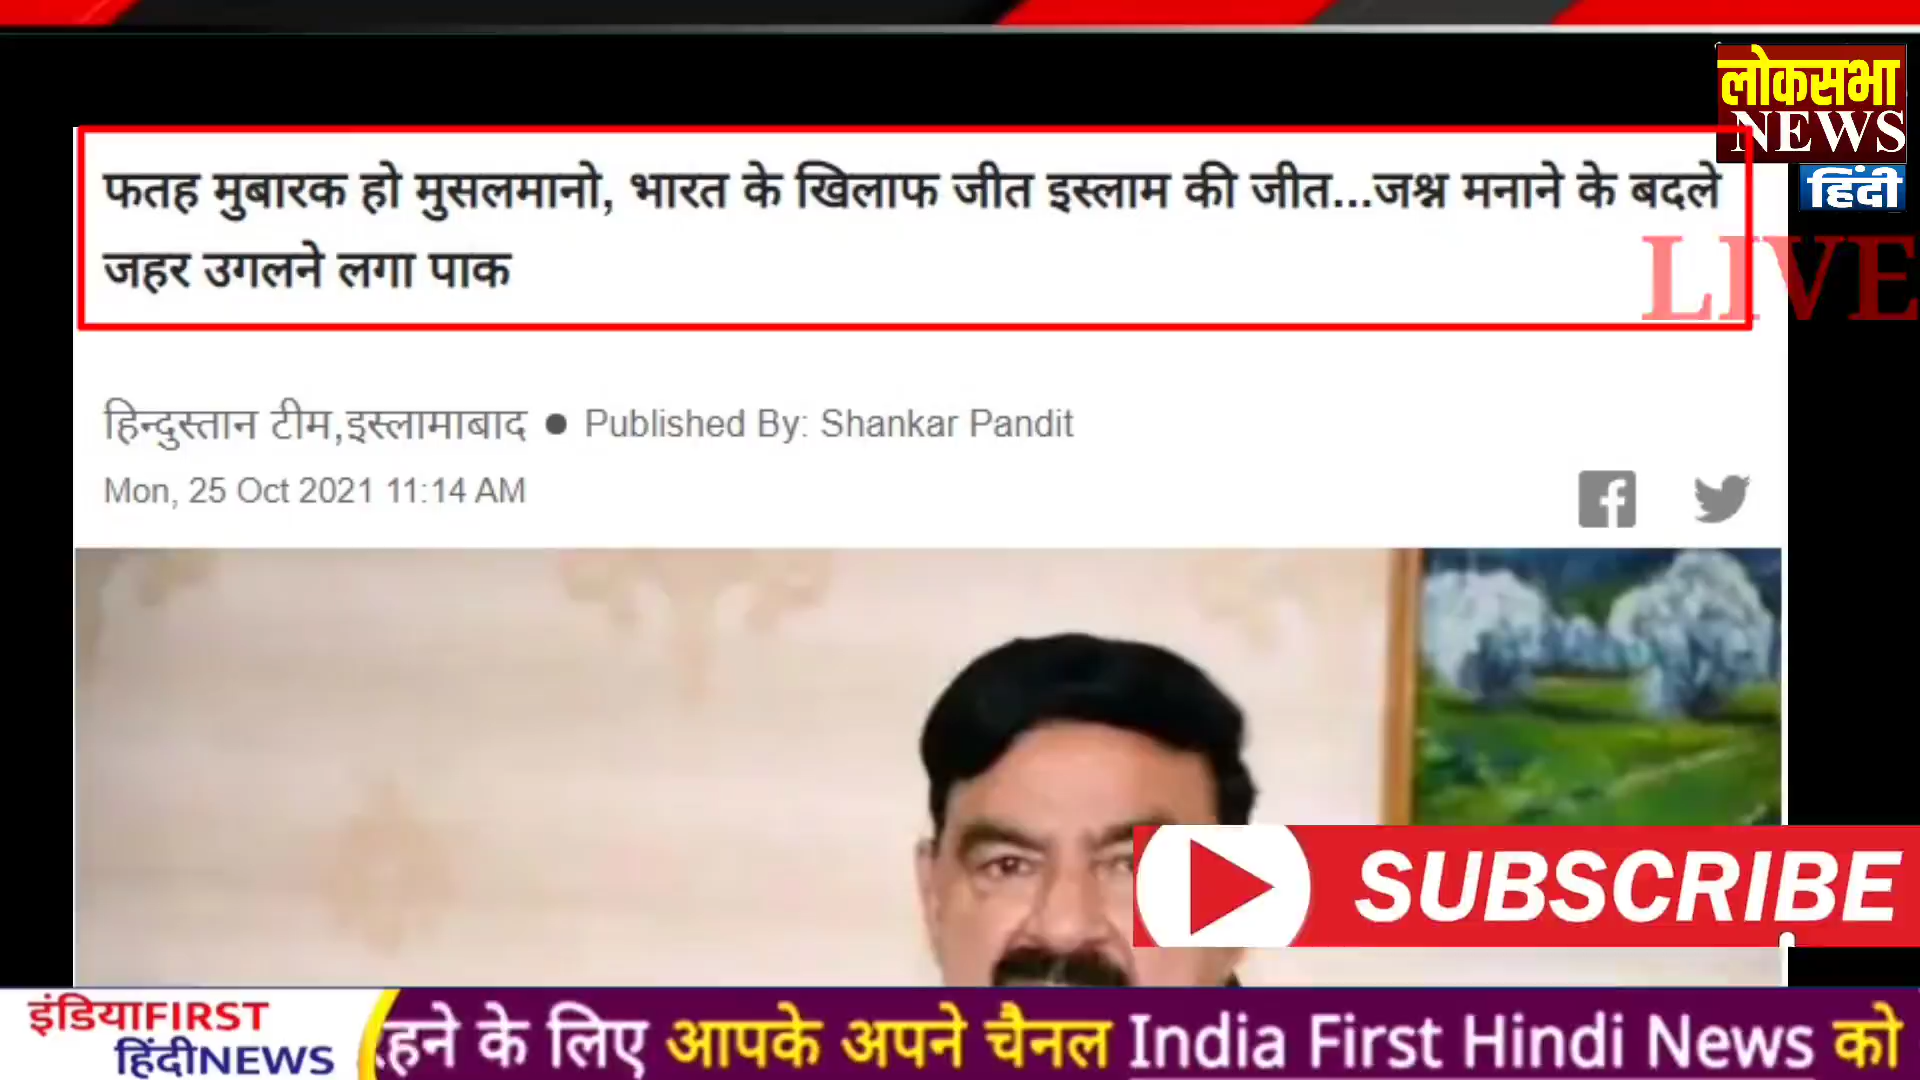 लोकसभा
NEWS
हिंदी
LIVE
फतह मुबारक हो मुसलमानो, भारत के खिलाफ जीत इस्लाम की जीत...जश्न मनाने के बदले
जहर उगलने लगा पाक
हिन्दुस्तान टीम,इस्लामाबाद ● Published By: Shankar Pandit
Mon, 25 Oct 2021 11:14 AM
SUBSCRIBE
इंडियाFIRST
हिंदीNEWS
रहने के लिए आपके अपने चैनल India First Hindi News को